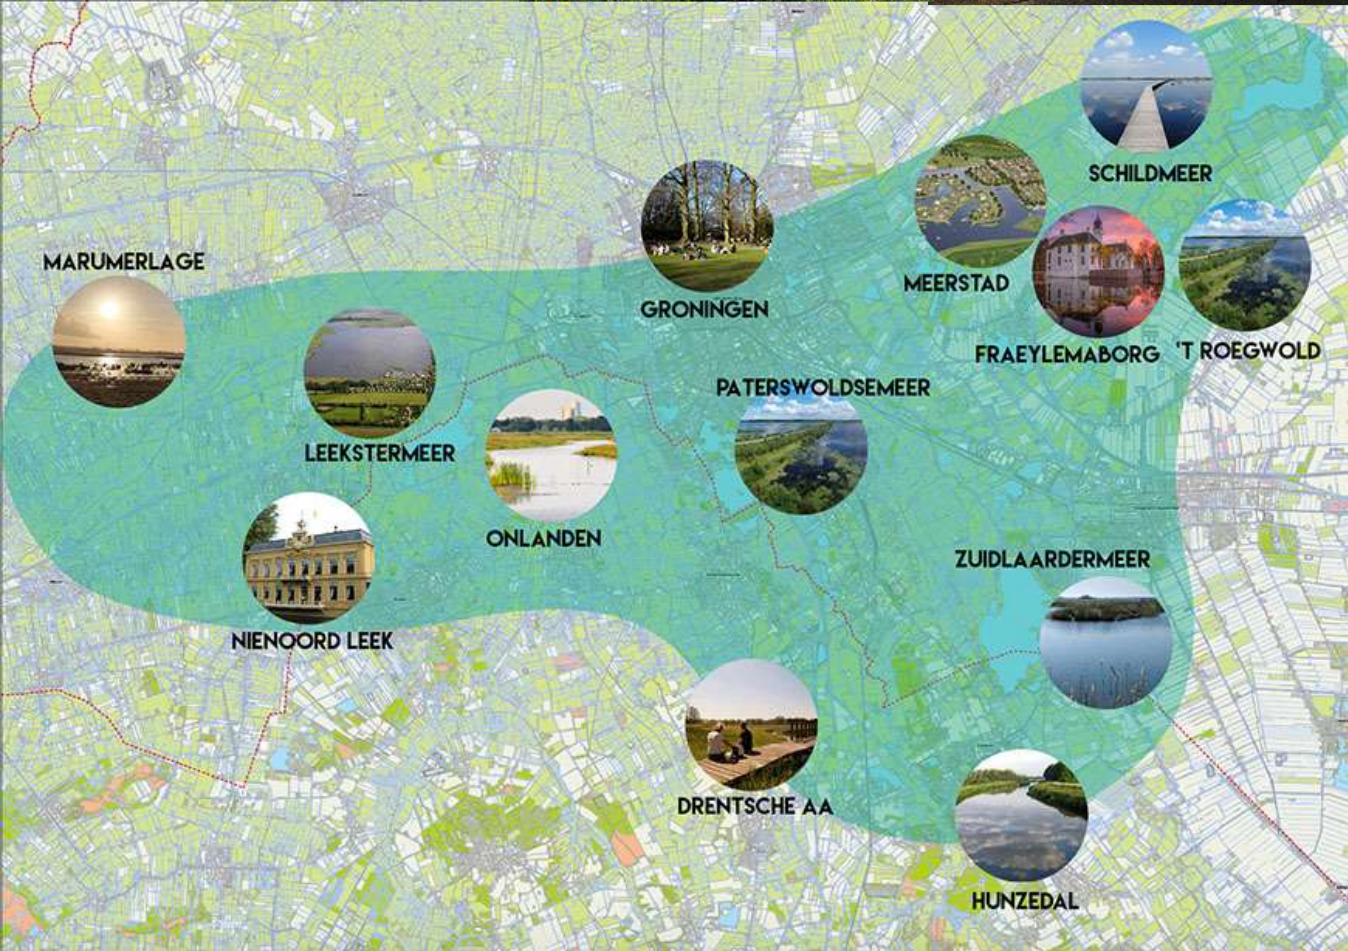 SCHILDMEER
MARUMERLAGE
MEERSTAD
GRONINGEN
FRAEYLEMABORG
'T ROEGWOLD
PATERSWOLDSEMEER
LEEKSTERMEER
ONLANDEN
ZUIDLAARDERMEER
NIENOORD LEEK
DRENTSCHE AA
HUNZEDAL